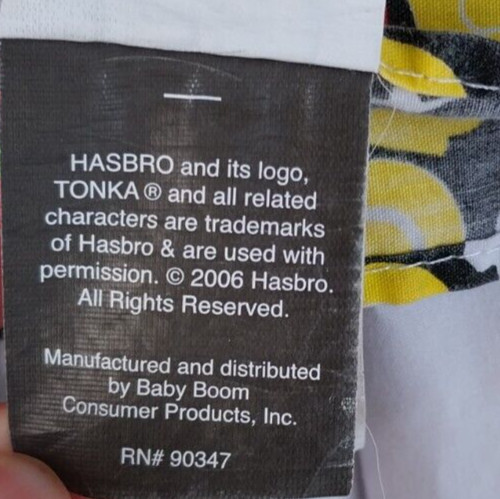 HASBRO and its logo,
TONKA ® and all related
characters are trademarks
of Hasbro & are used with
permission. © 2006 Hasbro.
All Rights Reserved.
Manufactured and distributed
by Baby Boom
Consumer Products, Inc.
RN# 90347